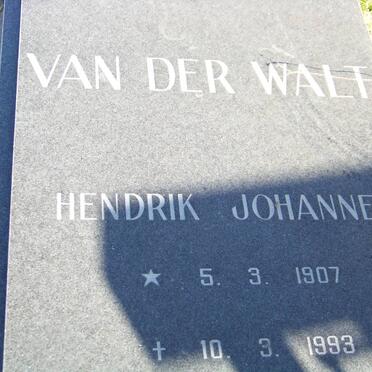 VAN DER WALT
HENDRIK JOHANNE
★ 5. 3. 1907
✝ 10. 3. 1993